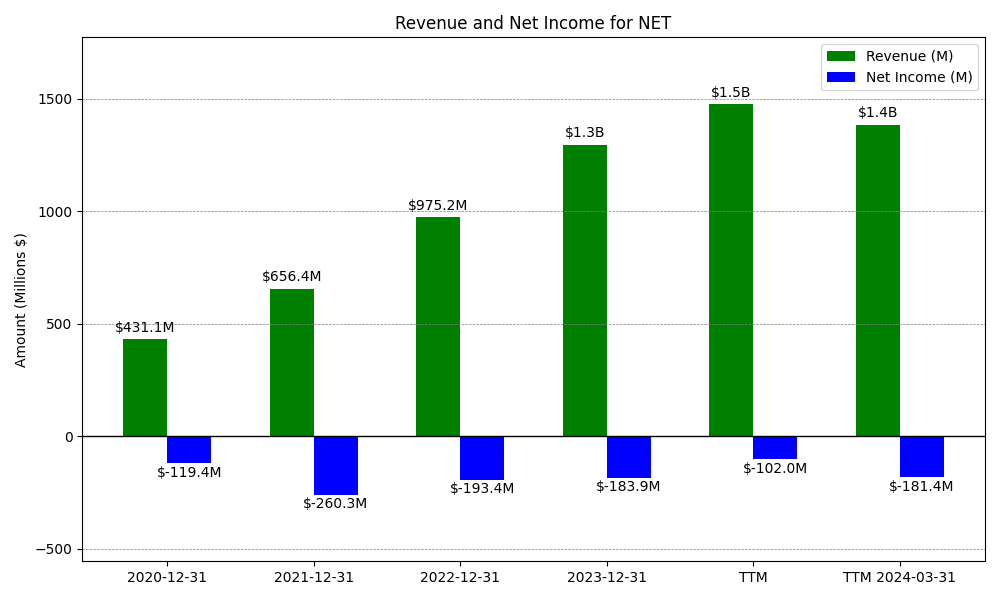 Revenue and Net Income for NET
Revenue (M)
Net Income (M)
Amount (Millions $)
1500
1000
500
0
−500
$431.1M
$656.4M
$975.2M
$1.3B
$1.5B
$1.4B
$-119.4M
$-260.3M
$-193.4M
$-183.9M
$-102.0M
$-181.4M
2020-12-31
2021-12-31
2022-12-31
2023-12-31
TTM
TTM 2024-03-31